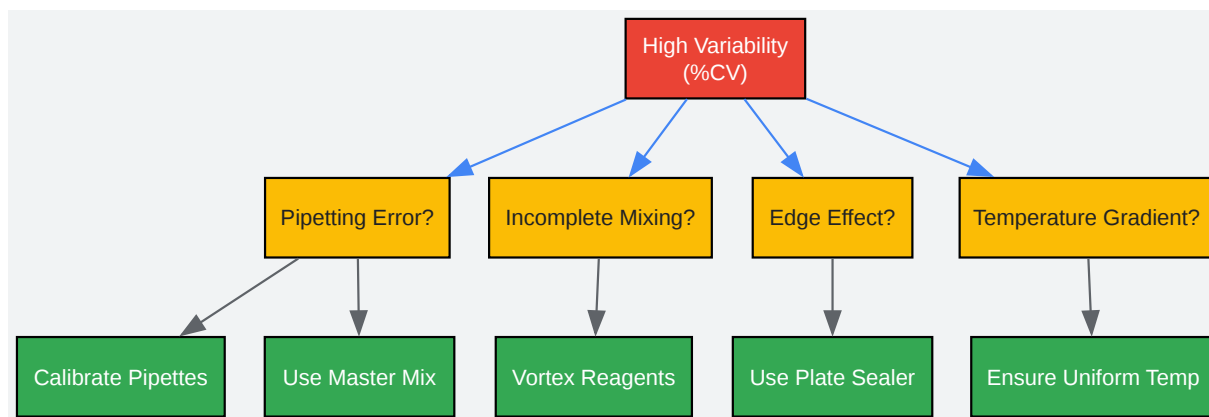 High Variability
(%CV)
Pipetting Error?
Incomplete Mixing?
Edge Effect?
Temperature Gradient?
Calibrate Pipettes
Use Master Mix
Vortex Reagents
Use Plate Sealer
Ensure Uniform Temp